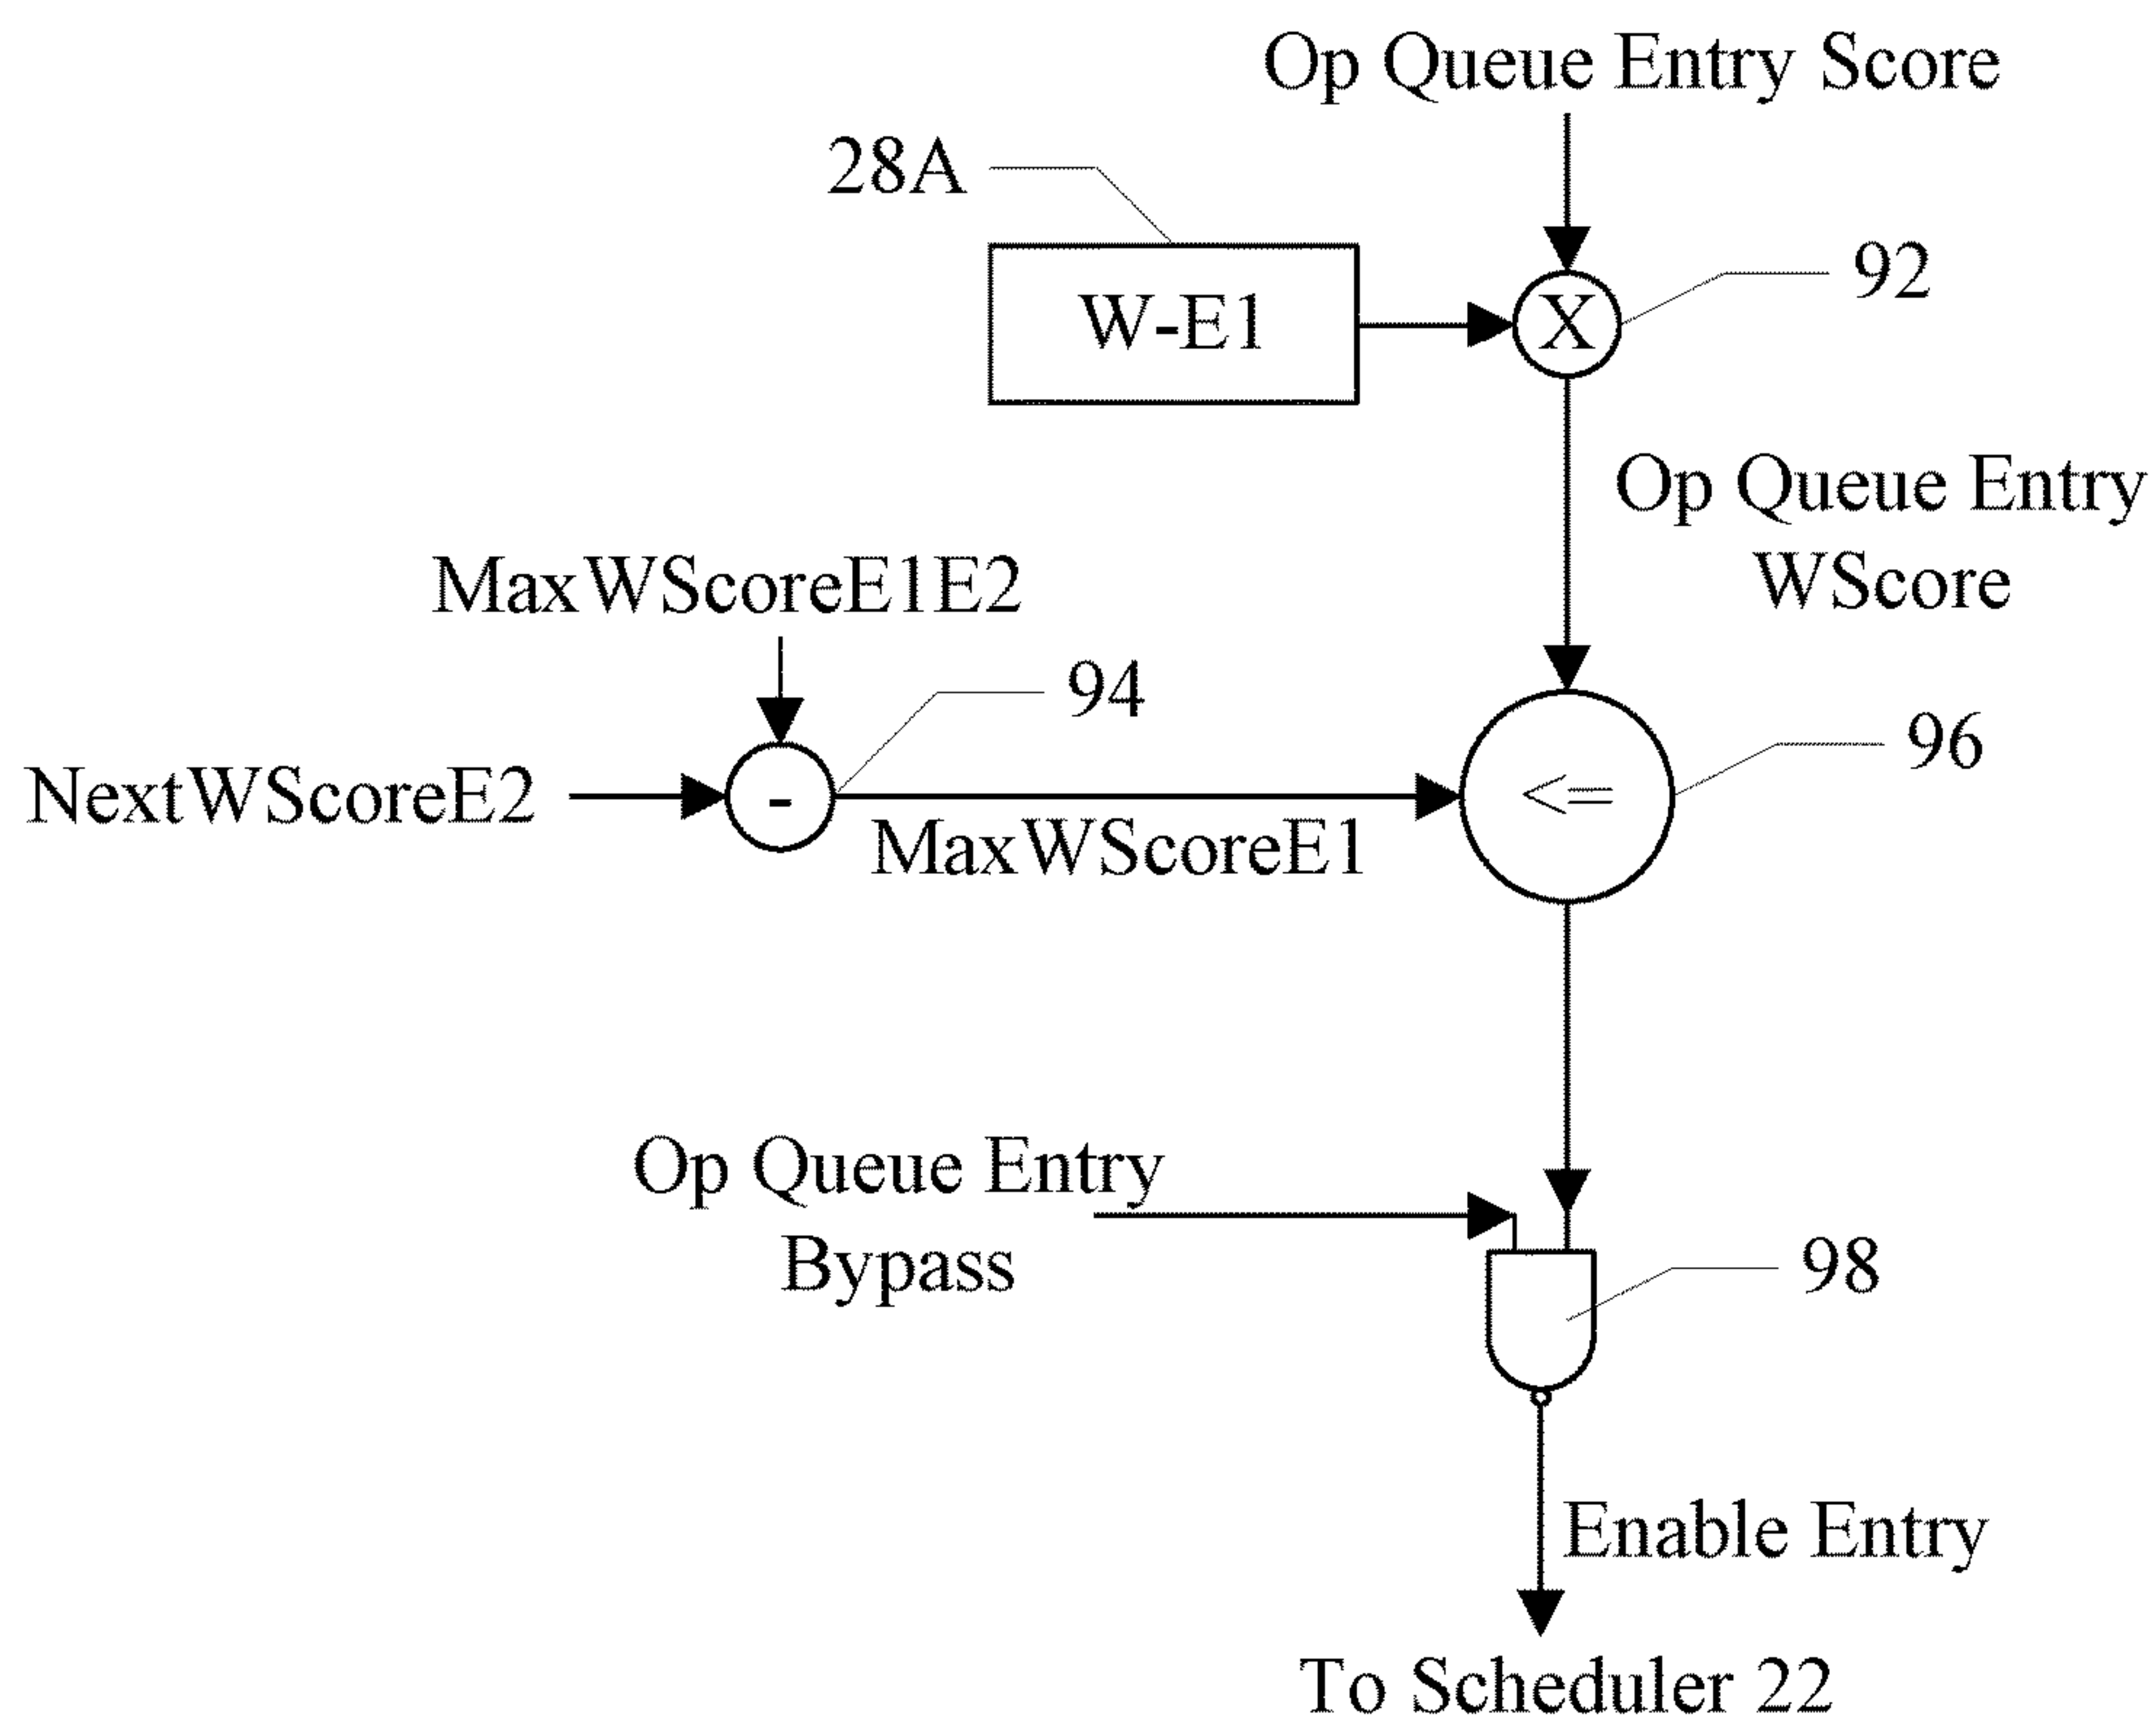 Op Queue Entry Score
28A
92
W-E1
X
Op Queue Entry
WScore
MaxWScoreE1E2
94
96
NextWScoreE2
-
<=
MaxWScoreE1
Op Queue Entry
Bypass
98
Enable Entry
To Scheduler 22